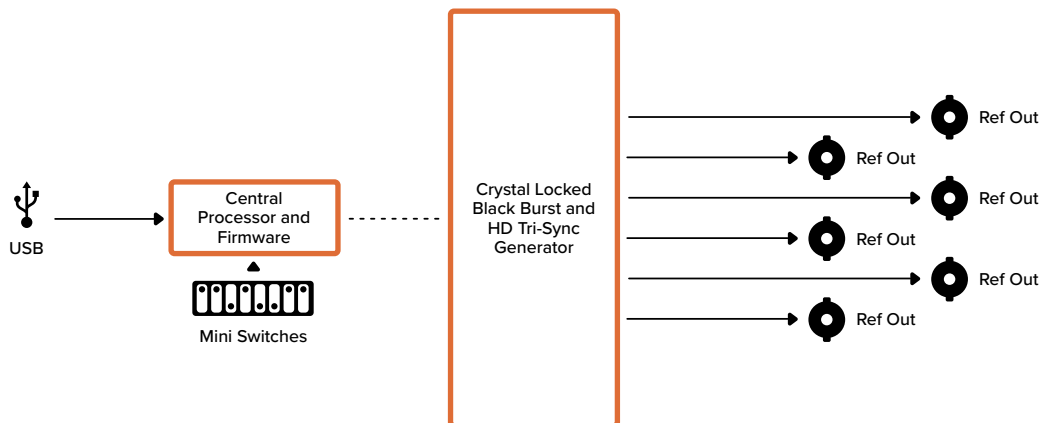 USB
Central
Processor and
Firmware
Mini Switches
Crystal Locked
Black Burst and
HD Tri-Sync
Generator
Ref Out
Ref Out
Ref Out
Ref Out
Ref Out
Ref Out